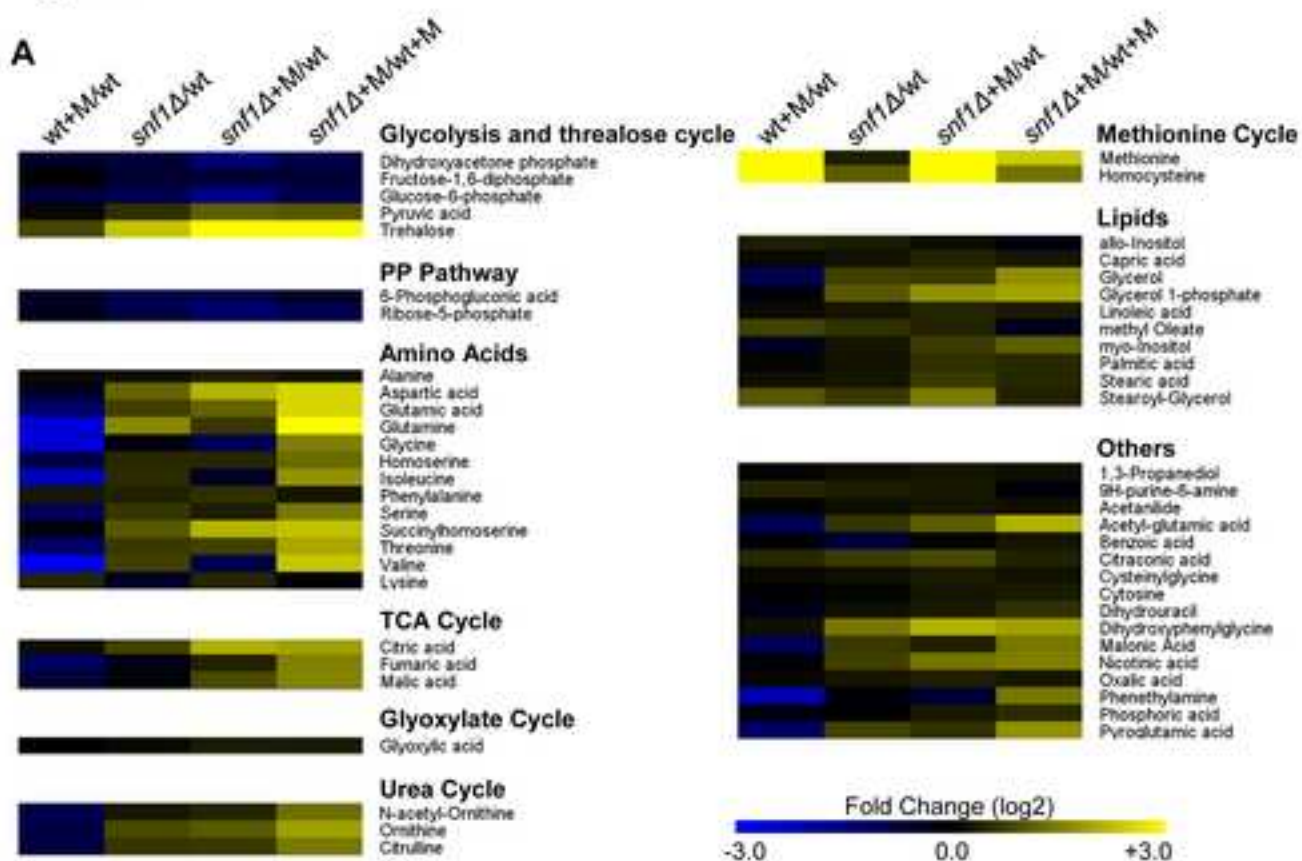 A
wt+M/wt
snf1Δ/wt
snf1Δ+M/wt
snf1Δ+M/wt+M
Glycolysis and threalose cycle
Dihydroxyacetone phosphate
Fructose-1,6-diphosphate
Glucose-6-phosphate
Pyruvic acid
Trehalose
PP Pathway
6-Phosphogluconic acid
Ribose-5-phosphate
Amino Acids
Alanine
Aspartic acid
Glutamic acid
Glutamine
Glycine
Homoserine
Isoleucine
Phenylalanine
Serine
Succinylhomoserine
Threonine
Valine
Lysine
TCA Cycle
Citric acid
Fumaric acid
Malic acid
Glyoxylate Cycle
Glyoxylic acid
Urea Cycle
N-acetyl-Ornithine
Ornithine
Citrulline
wt+M/wt
snf1Δ/wt
snf1Δ+M/wt
snf1Δ+M/wt+M
Methionine Cycle
Methionine
Homocysteine
Lipids
allo-Inositol
Capric acid
Glycerol
Glycerol 1-phosphate
Linoleic acid
methyl Oleate
myo-Inositol
Palmitic acid
Stearic acid
Stearoyl-Glycerol
Others
1,3-Propanediol
9H-purine-6-amine
Acetanilide
Acetyl-glutamic acid
Benzoic acid
Citraconic acid
Cysteinylglycine
Cytosine
Dihydrouracil
Dihydroxyphenylglycine
Malonic Acid
Nicotinic acid
Oxalic acid
Phenethylamine
Phosphoric acid
Pyroglutamic acid
Fold Change (log2)
-3.0 0.0 +3.0